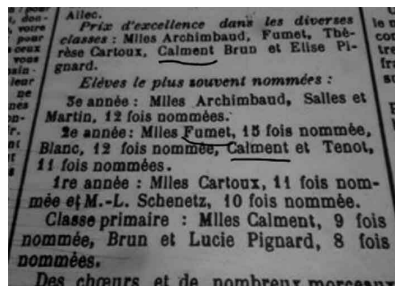 Allec.
Prix d'excellence dans les diverses
classes : Mlles Archimbaud, Fumet, Thé-
rèse Cartoux, Calment Brun et Elise Pi-
gnard.
Elèves le plus souvent nommées :
3e année : Mlles Archimbaud, Salles et
Martin, 12 fois nommées.
2e année: Mlles Fumet, 15 fois nommée,
Blanc, 12 fois nommée, Calment et Tenot,
11 fois nommées.
1re année : Mlles Cartoux, 11 fois nom-
mée et M.-L. Schenetz, 10 fois nommée.
Classe primaire : Mlles Calment, 9 fois
nommée, Brun et Lucie Pignard, 8 fois
nommées.
Des chœurs et de nombreux morceaux